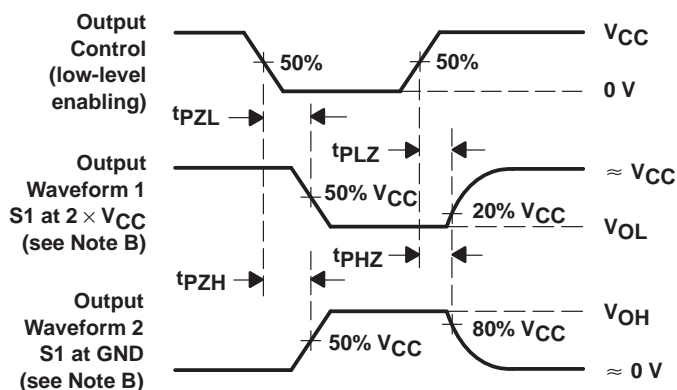 Output
Control
(low-level
enabling)
50%
50%
VCC
0 V
tPZL
tPLZ
Output
Waveform 1
S1 at 2 × VCC
(see Note B)
50% VCC
20% VCC
≈ VCC
VOL
tPZH
tPHZ
Output
Waveform 2
S1 at GND
(see Note B)
50% VCC
80% VCC
VOH
≈ 0 V